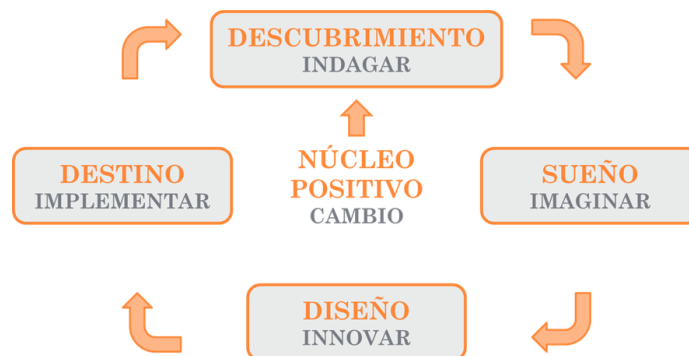 DESCUBRIMIENTO
INDAGAR
NÚCLEO
POSITIVO
CAMBIO
DESTINO
IMPLEMENTAR
SUEÑO
IMAGINAR
DISEÑO
INNOVAR